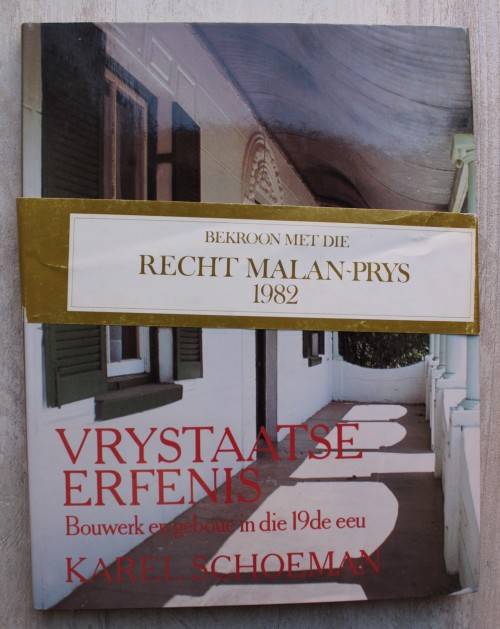 BEKROON MET DIE
RECHT MALAN-PRYS
1982
VRYSTAATSE
ERFENIS
Bouwerk en geboue in die 19de eeu
KAREL SCHOEMAN